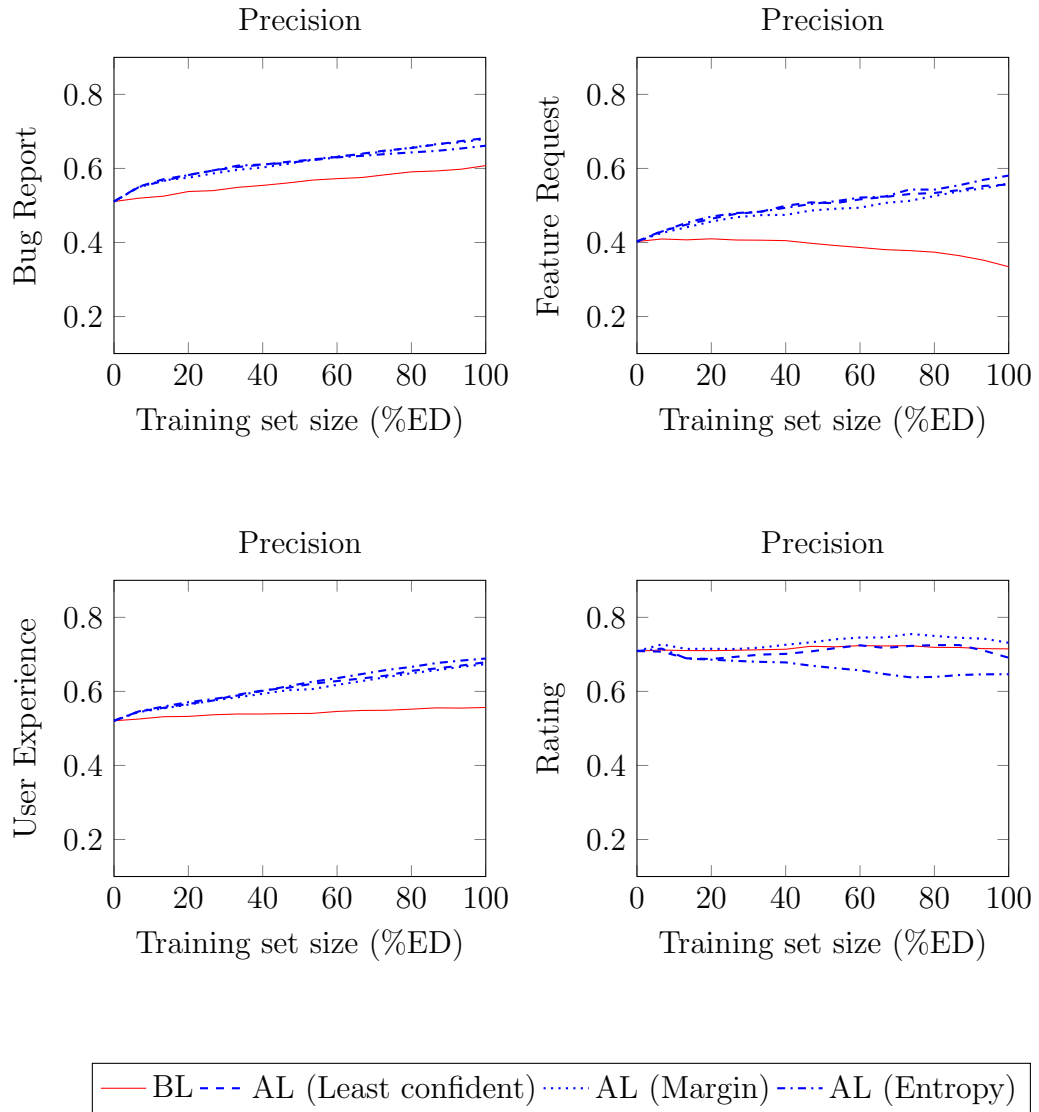 Precision
Bug Report
0.8
0.6
0.4
0.2
0 20 40 60 80 100
Training set size (%ED)
Precision
Feature Request
0.8
0.6
0.4
0.2
0 20 40 60 80 100
Training set size (%ED)
Precision
User Experience
0.8
0.6
0.4
0.2
0 20 40 60 80 100
Training set size (%ED)
Precision
Rating
0.8
0.6
0.4
0.2
0 20 40 60 80 100
Training set size (%ED)
BL AL (Least confident) AL (Margin) AL (Entropy)